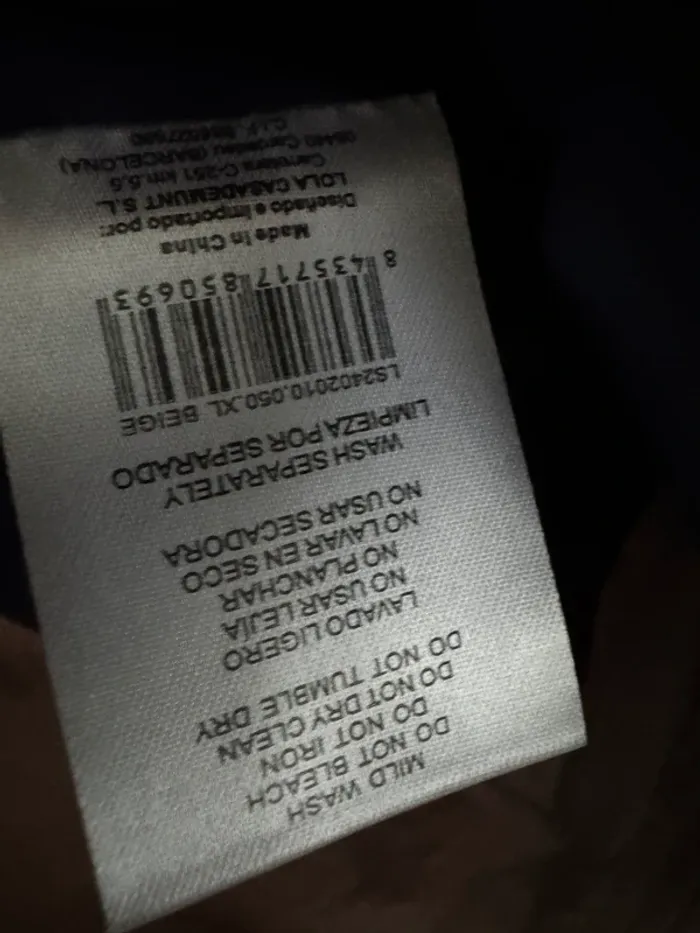 MILD WASH
DO NOT BLEACH
DO NOT IRON
DO NOT DRY CLEAN
DO NOT TUMBLE DRY
LAVADO LIGERO
NO USAR LEJÍA
NO PLANCHAR
NO LAVAR EN SECO
NO USAR SECADORA
WASH SEPARATELY
LIMPIEZA POR SEPARADO
LS2402010.050.XL BEIGE
8 435717 850693
Made in China
Diseñado e Importado por:
LOLA CASADEMUNT S.L.
Carretera C-251 km.5.5
Cardedeu (BARCELONA)
C.I.F.